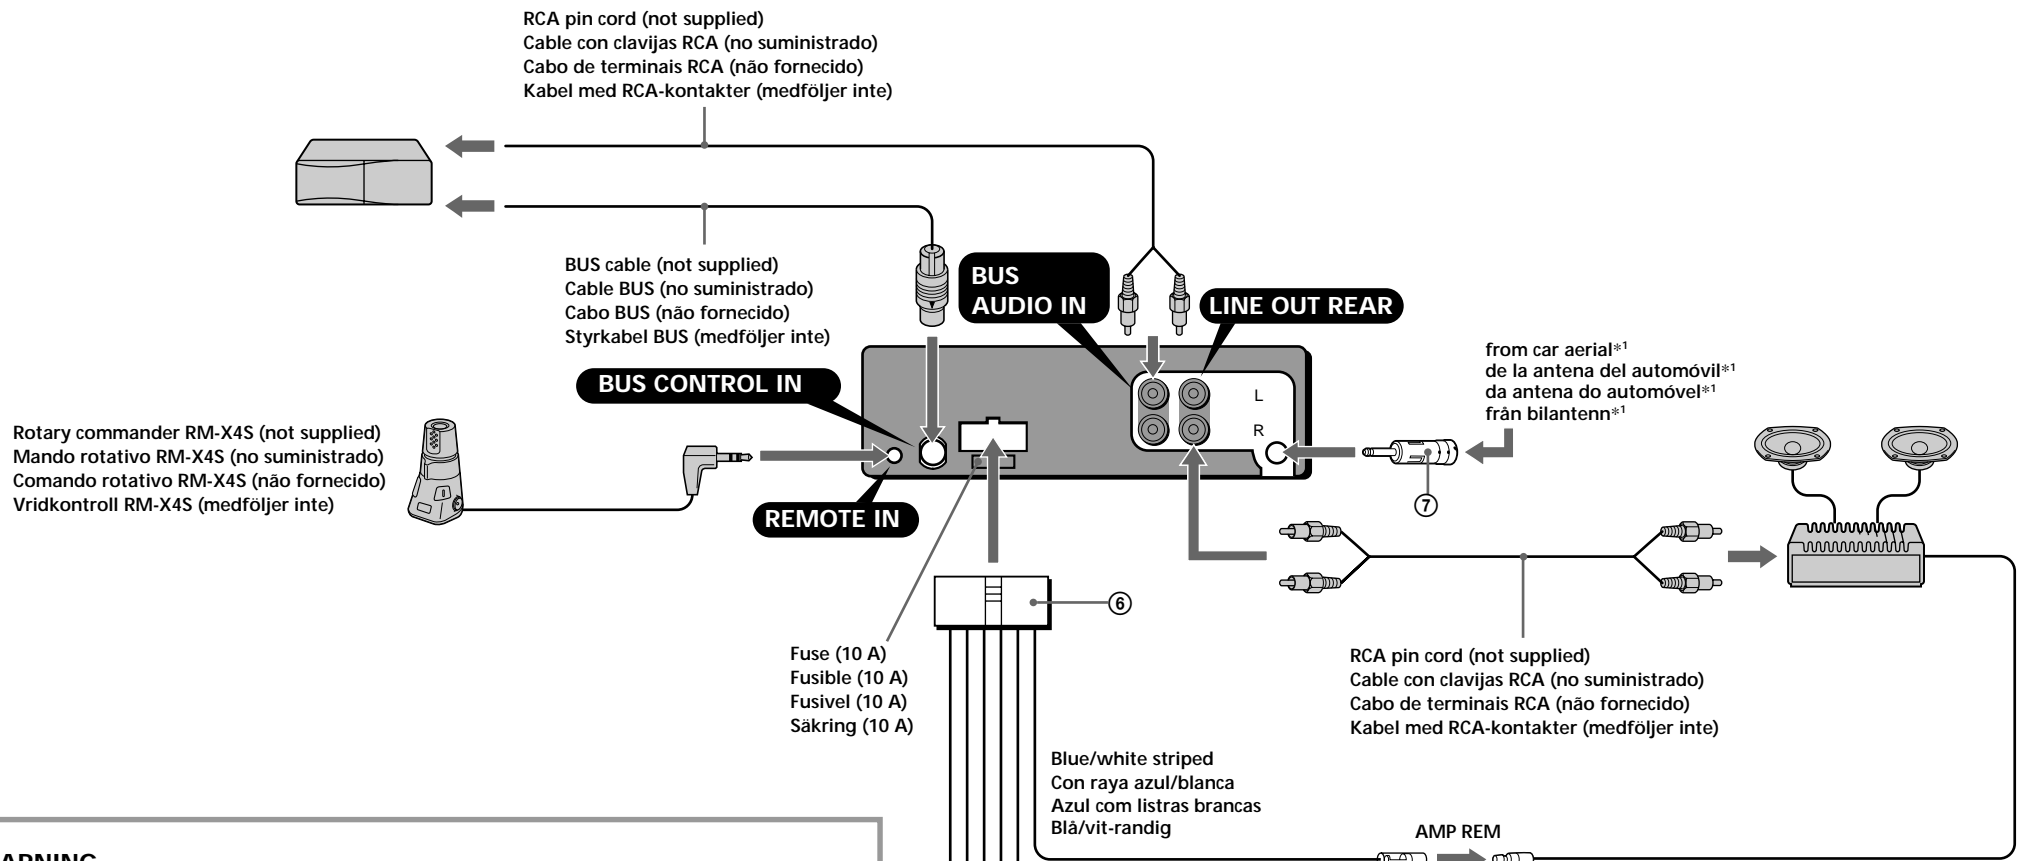 RCA pin cord (not supplied)
Cable con clavijas RCA (no suministrado)
Cabo de terminais RCA (não fornecido)
Kabel med RCA-kontakter (medföljer inte)
BUS cable (not supplied)
Cable BUS (no suministrado)
Cabo BUS (não fornecido)
Styrkabel BUS (medföljer inte)
BUS
AUDIO IN
LINE OUT REAR
BUS CONTROL IN
L
R
from car aerial*1
de la antena del automóvil*1
da antena do automóvel*1
från bilantenn*1
Rotary commander RM-X4S (not supplied)
Mando rotativo RM-X4S (no suministrado)
Comando rotativo RM-X4S (não fornecido)
Vridkontroll RM-X4S (medföljer inte)
REMOTE IN
⑦
⑥
Fuse (10 A)
Fusible (10 A)
Fusivel (10 A)
Säkring (10 A)
RCA pin cord (not supplied)
Cable con clavijas RCA (no suministrado)
Cabo de terminais RCA (não fornecido)
Kabel med RCA-kontakter (medföljer inte)
Blue/white striped
Con raya azul/blanca
Azul com listras brancas
Blå/vit-randig
AMP REM